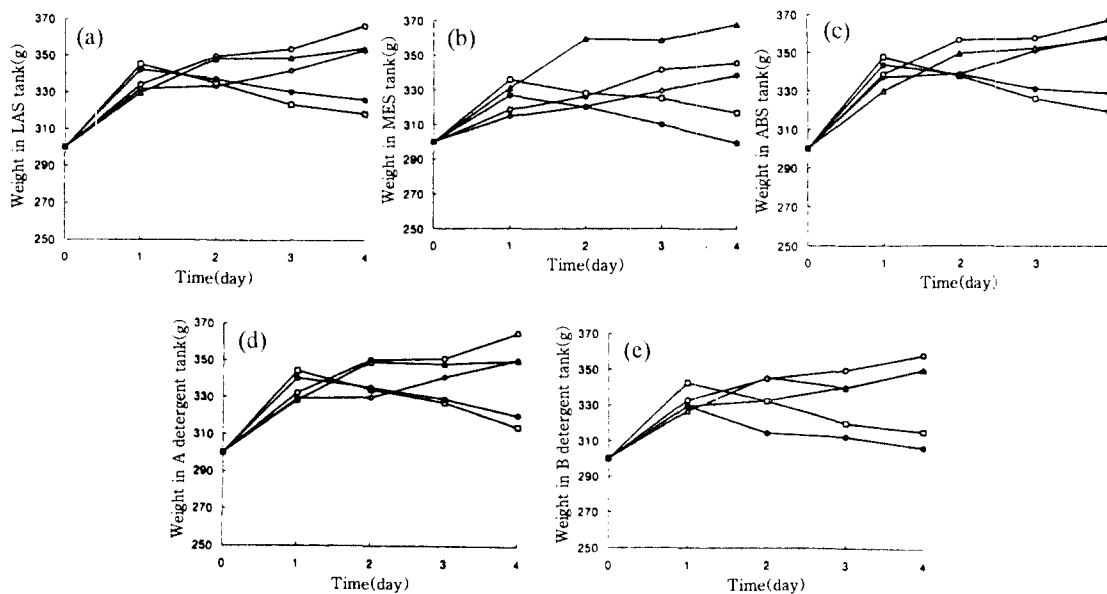 (a)
Weight in LAS tank(g)
370
350
330
310
290
270
250
0 1 2 3 4
Time(day)
(b)
Weight in MES tank(g)
370
350
330
310
290
270
250
0 1 2 3 4
Time(day)
(c)
Weight in ABS tank(g)
370
350
330
310
290
270
250
0 1 2 3
Time(day)
(d)
Weight in A detergent tank(g)
370
350
330
310
290
270
250
0 1 2 3 4
Time(day)
(e)
Weight in B detergent tank(g)
370
350
330
310
290
270
250
0 1 2 3 4
Time(day)